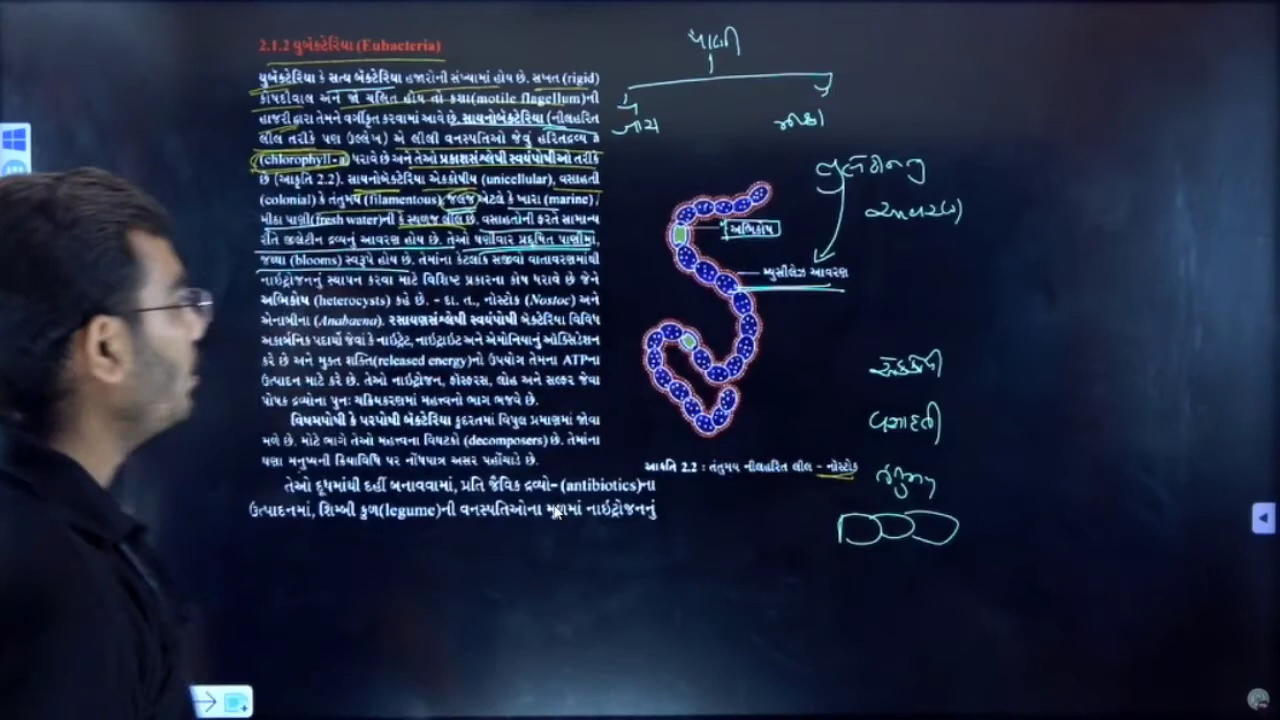 2.1.2 યુબૅક્ટેરિયા (Eubacteria)
યુબૅક્ટેરિયા કે સત્ય બૅક્ટેરિયા હજારોની સંખ્યામાં હોય છે. સખત (rigid)
કોષદીવાલ અને જો ચલિત હોય તો કશા(motile flagellum)ની
હાજરી દ્વારા તેમને વર્ગીકૃત કરવામાં આવે છે. સાયનોબૅક્ટેરિયા (નીલહરિત
લીલ તરીકે પણ ઉલ્લેખ) એ લીલી વનસ્પતિઓ જેવું હરિતદ્રવ્ય a
(chlorophyll - a) ધરાવે છે અને તેઓ પ્રકાશસંશ્લેષી સ્વયંપોષીઓ તરીકે
છે (આકૃતિ 2.2). સાયનોબૅક્ટેરિયા એકકોષીય (unicellular), વસાહતી
(colonial) કે તંતુમય (filamentous), જલજ એટલે કે ખારા (marine),
મીઠા પાણી(fresh water)ની કે સ્થળજ લીલ છે. વસાહતોની ફરતે સામાન્ય
રીતે જીલેટીન દ્રવ્યનું આવરણ હોય છે. તેઓ ઘણીવાર પ્રદૂષિત પાણીમાં,
જથ્થા (blooms) સ્વરૂપે હોય છે. તેમાંના કેટલાક સજીવો વાતાવરણમાંથી
નાઇટ્રોજનનું સ્થાપન કરવા માટે વિશિષ્ટ પ્રકારના કોષ ધરાવે છે જેને
અભિકોષ (heterocysts) કહે છે. - દા. ત., નોસ્ટોક (Nostoc) અને
એનાબીના (Anabaena). રસાયણસંશ્લેષી સ્વયંપોષી બૅક્ટેરિયા વિવિધ
અકાર્બનિક પદાર્થો જેવાં કે નાઇટ્રેટ, નાઇટ્રાઇટ અને એમોનિયાનું ઑક્સિડેશન
કરે છે અને મુક્ત શક્તિ(released energy)નો ઉપયોગ તેમના ATPના
ઉત્પાદન માટે કરે છે. તેઓ નાઇટ્રોજન, ફૉસ્ફરસ, લોહ અને સલ્ફર જેવા
પોષક દ્રવ્યોના પુનઃ ચક્રિયકરણમાં મહત્ત્વનો ભાગ ભજવે છે.
વિષમપોષી કે પરપોષી બૅક્ટેરિયા કુદરતમાં વિપુલ પ્રમાણમાં જોવા
મળે છે. મોટે ભાગે તેઓ મહત્ત્વના વિઘટકો (decomposers) છે. તેમાંના
ઘણા મનુષ્યની ક્રિયાવિધિ પર નોંધપાત્ર અસર પહોંચાડે છે.
તેઓ દૂધમાંથી દહીં બનાવવામાં, પ્રતિ જૈવિક દ્રવ્યો-(antibiotics)ના
ઉત્પાદનમાં, શિમ્બી કુળ(legume)ની વનસ્પતિઓના મૂળમાં નાઇટ્રોજનનું
પાણી
અભિકોષ
આવરણ
મ્યુસીલેઝ આવરણ
એકકોષી
વસાહતી
તંતુમય
આકૃતિ 2.2 : તંતુમય નીલહરિત લીલ - નૉસ્ટોક